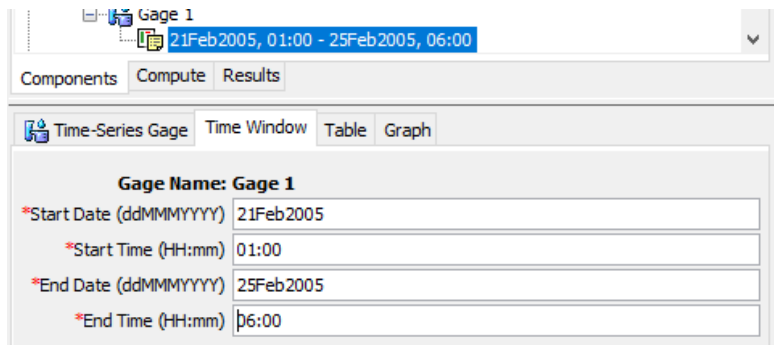 Gage 1
21Feb2005, 01:00 - 25Feb2005, 06:00
Components Compute Results
Time-Series Gage Time Window Table Graph
Gage Name: Gage 1
*Start Date (ddMMMYYYY) 21Feb2005
*Start Time (HH:mm) 01:00
*End Date (ddMMMYYYY) 25Feb2005
*End Time (HH:mm) 06:00